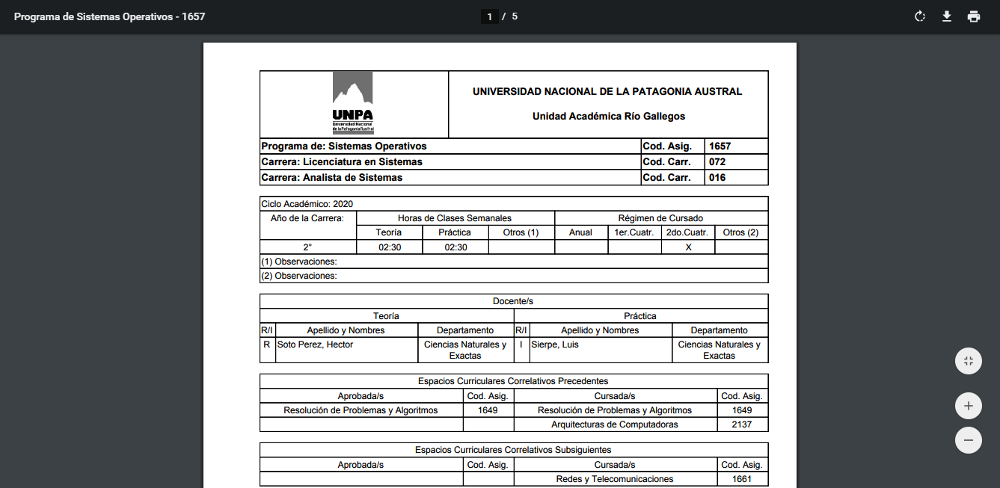 Programa de Sistemas Operativos - 1657
1 / 5
UNPA
Universidad Nacional
de la Patagonia Austral
UNIVERSIDAD NACIONAL DE LA PATAGONIA AUSTRAL
Unidad Académica Río Gallegos
Programa de: Sistemas Operativos Cod. Asig. 1657
Carrera: Licenciatura en Sistemas Cod. Carr. 072
Carrera: Analista de Sistemas Cod. Carr. 016
Ciclo Académico: 2020
Año de la Carrera: Horas de Clases Semanales Régimen de Cursado
Teoría Práctica Otros (1) Anual 1er.Cuatr. 2do.Cuatr. Otros (2)
2° 02:30 02:30 X
(1) Observaciones:
(2) Observaciones:
Docente/s
Teoría Práctica
R/I Apellido y Nombres Departamento R/I Apellido y Nombres Departamento
R Soto Perez, Hector Ciencias Naturales y I Sierpe, Luis Ciencias Naturales y
Exactas Exactas
Espacios Curriculares Correlativos Precedentes
Aprobada/s Cod. Asig. Cursada/s Cod. Asig.
Resolución de Problemas y Algoritmos 1649 Resolución de Problemas y Algoritmos 1649
Arquitecturas de Computadoras 2137
Espacios Curriculares Correlativos Subsiguientes
Aprobada/s Cod. Asig. Cursada/s Cod. Asig.
Redes y Telecomunicaciones 1661